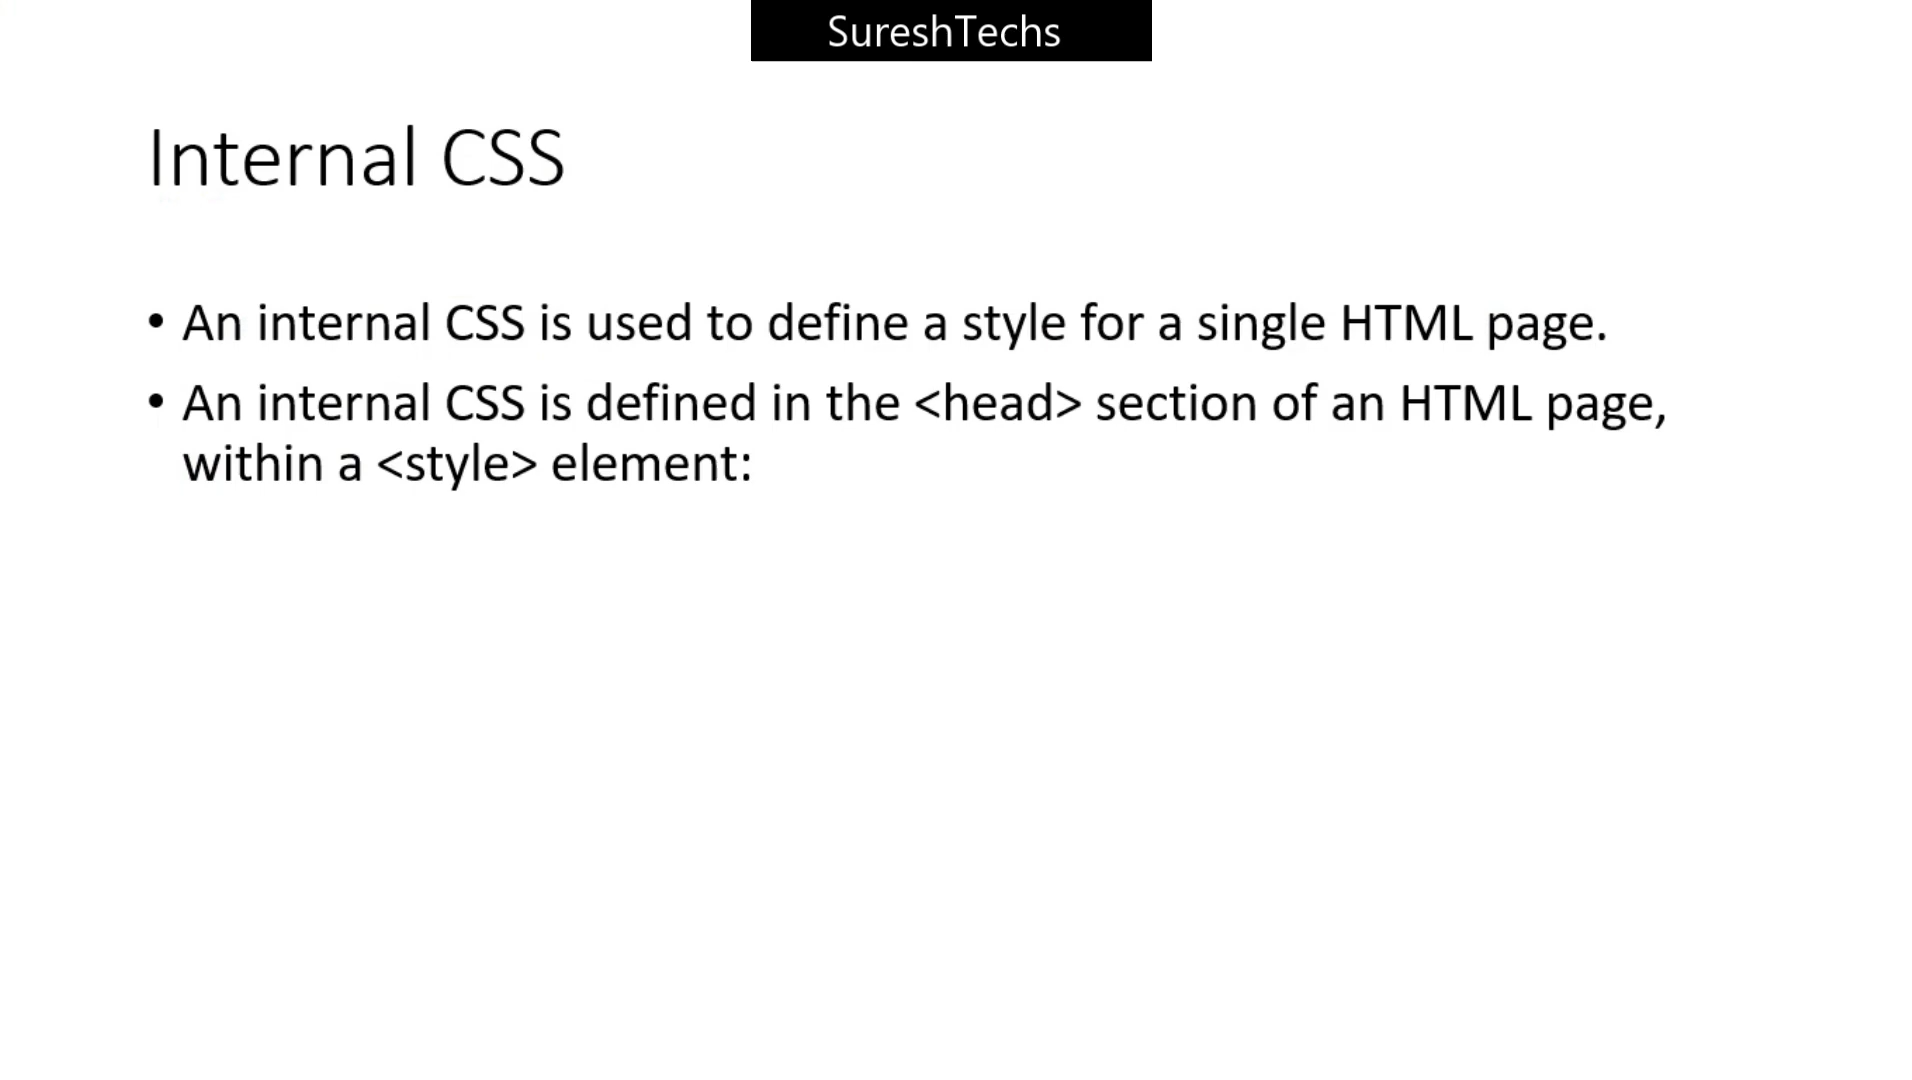 SureshTechs
Internal CSS
• An internal CSS is used to define a style for a single HTML page.
• An internal CSS is defined in the <head> section of an HTML page,
within a <style> element: